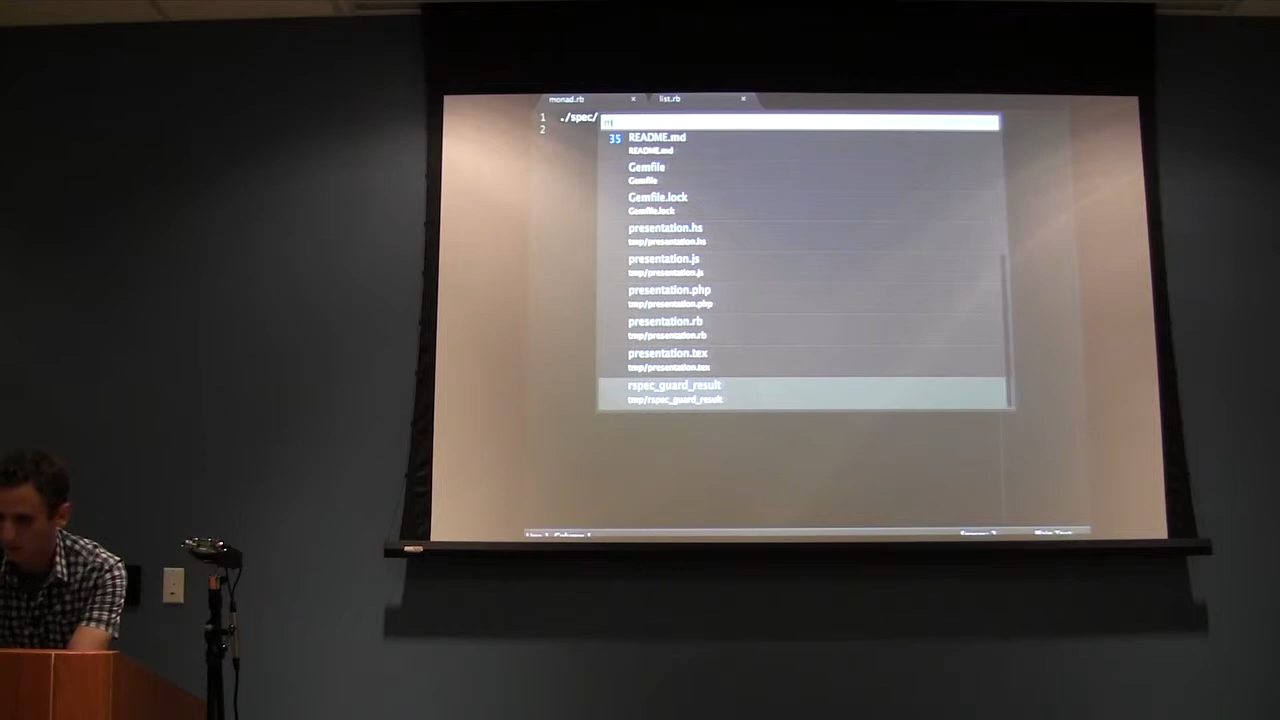 monad.rb × list.rb ×
1 ./spec/
2
35 README.md
README.md
Gemfile
Gemfile
Gemfile.lock
Gemfile.lock
presentation.hs
tmp/presentation.hs
presentation.js
tmp/presentation.js
presentation.php
tmp/presentation.php
presentation.rb
tmp/presentation.rb
presentation.tex
tmp/presentation.tex
rspec_guard_result
tmp/rspec_guard_result